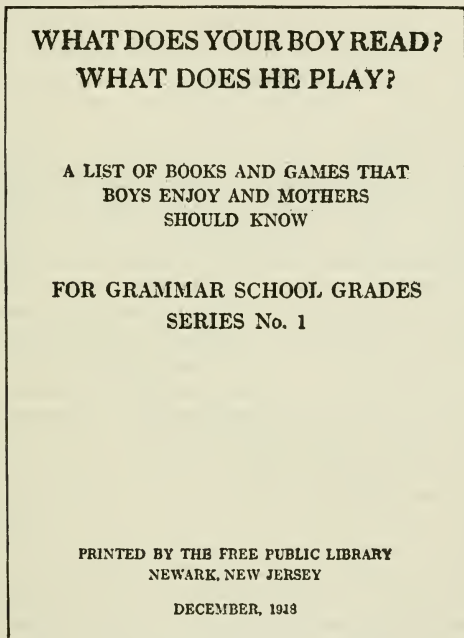 WHAT DOES YOUR BOY READ?
WHAT DOES HE PLAY?
A LIST OF BOOKS AND GAMES THAT
BOYS ENJOY AND MOTHERS
SHOULD KNOW
FOR GRAMMAR SCHOOL GRADES
SERIES No. 1
PRINTED BY THE FREE PUBLIC LIBRARY
NEWARK, NEW JERSEY
DECEMBER, 1918